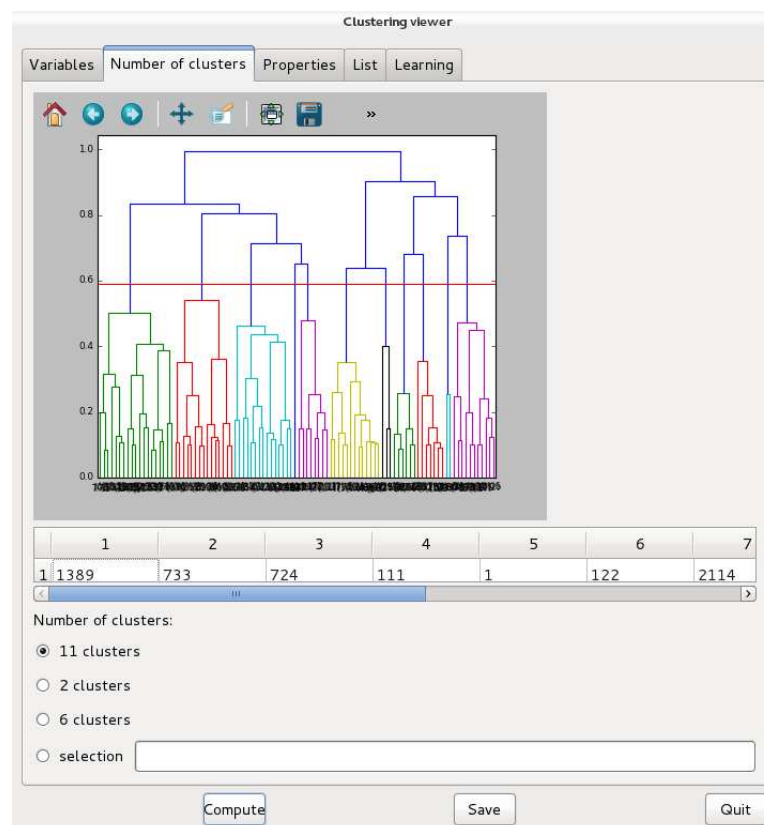 Clustering viewer
Variables Number of clusters Properties List Learning
»
1.0
0.8
0.6
0.4
0.2
0.0
1 2 3 4 5 6 7
1 1389 733 724 111 1 122 2114
Number of clusters:
11 clusters
2 clusters
6 clusters
selection
Compute Save Quit